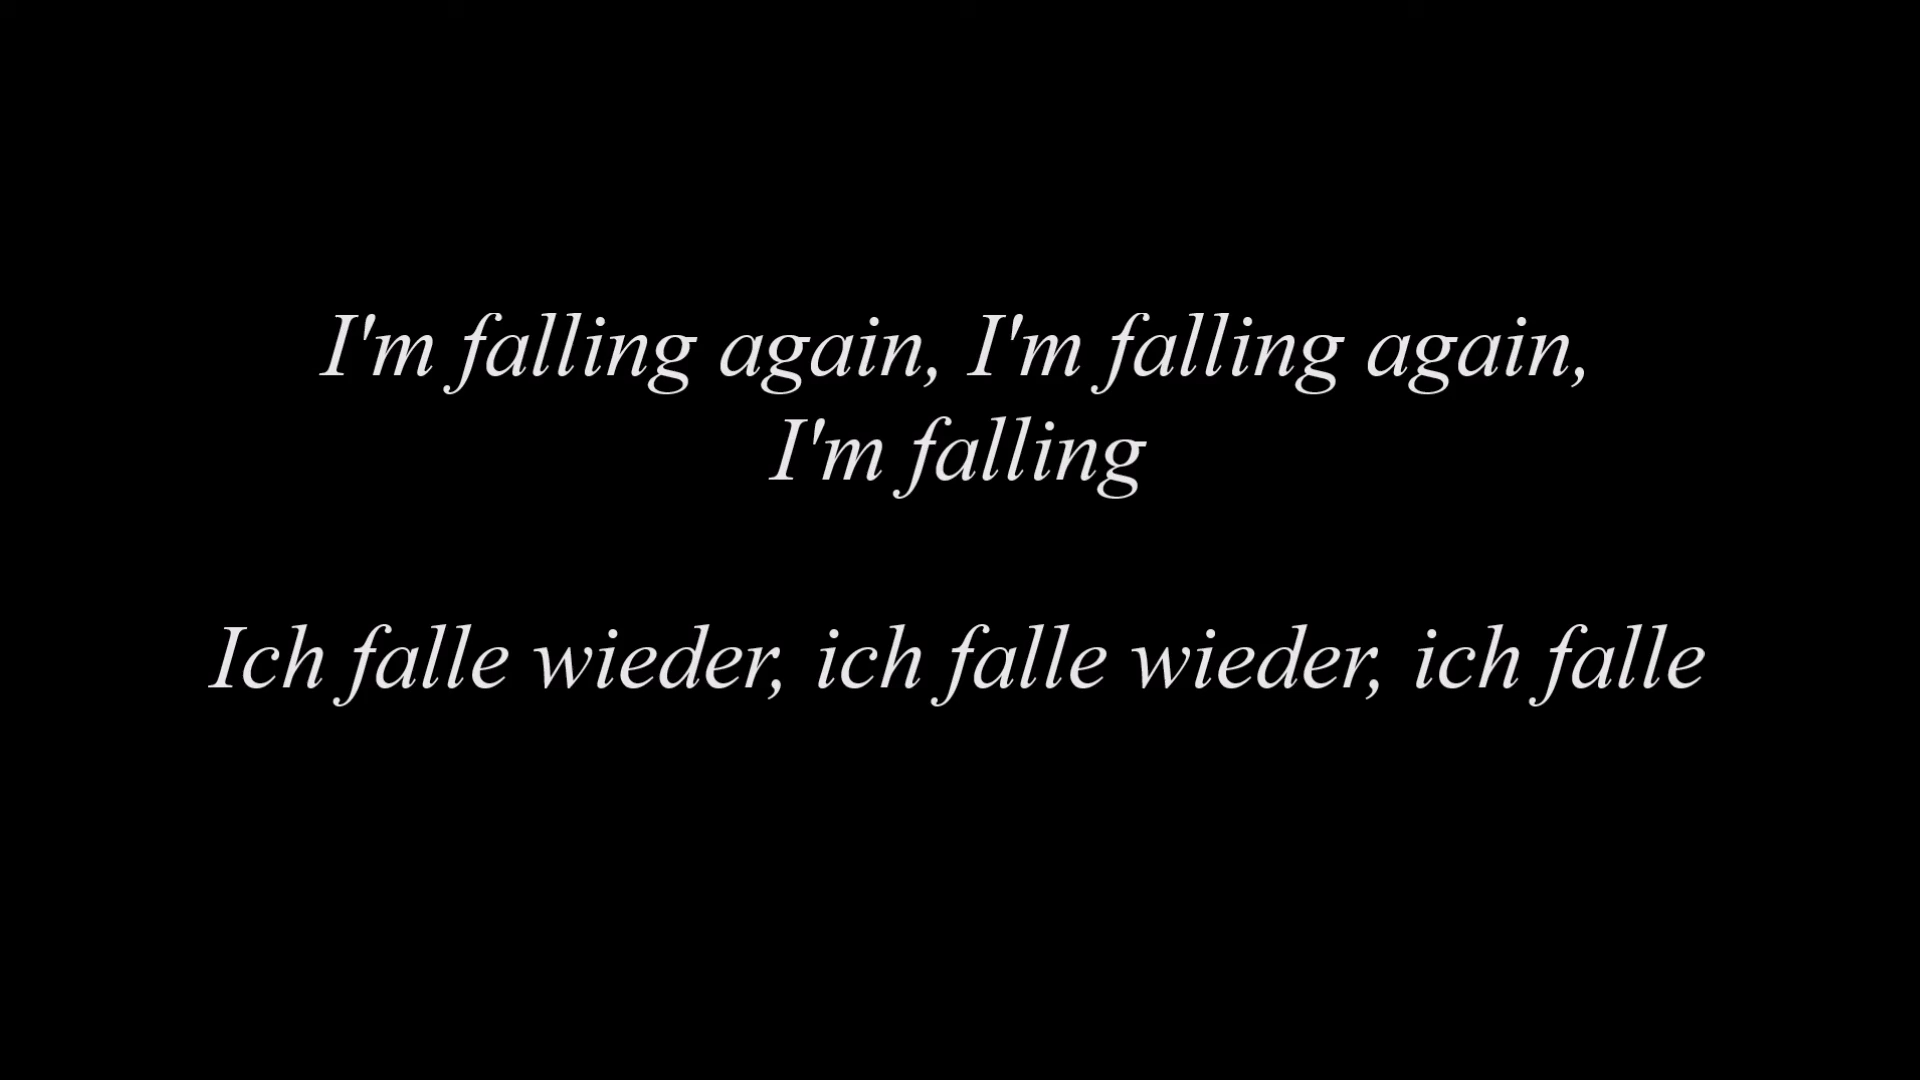 I'm falling again, I'm falling again,
I'm falling
Ich falle wieder, ich falle wieder, ich falle